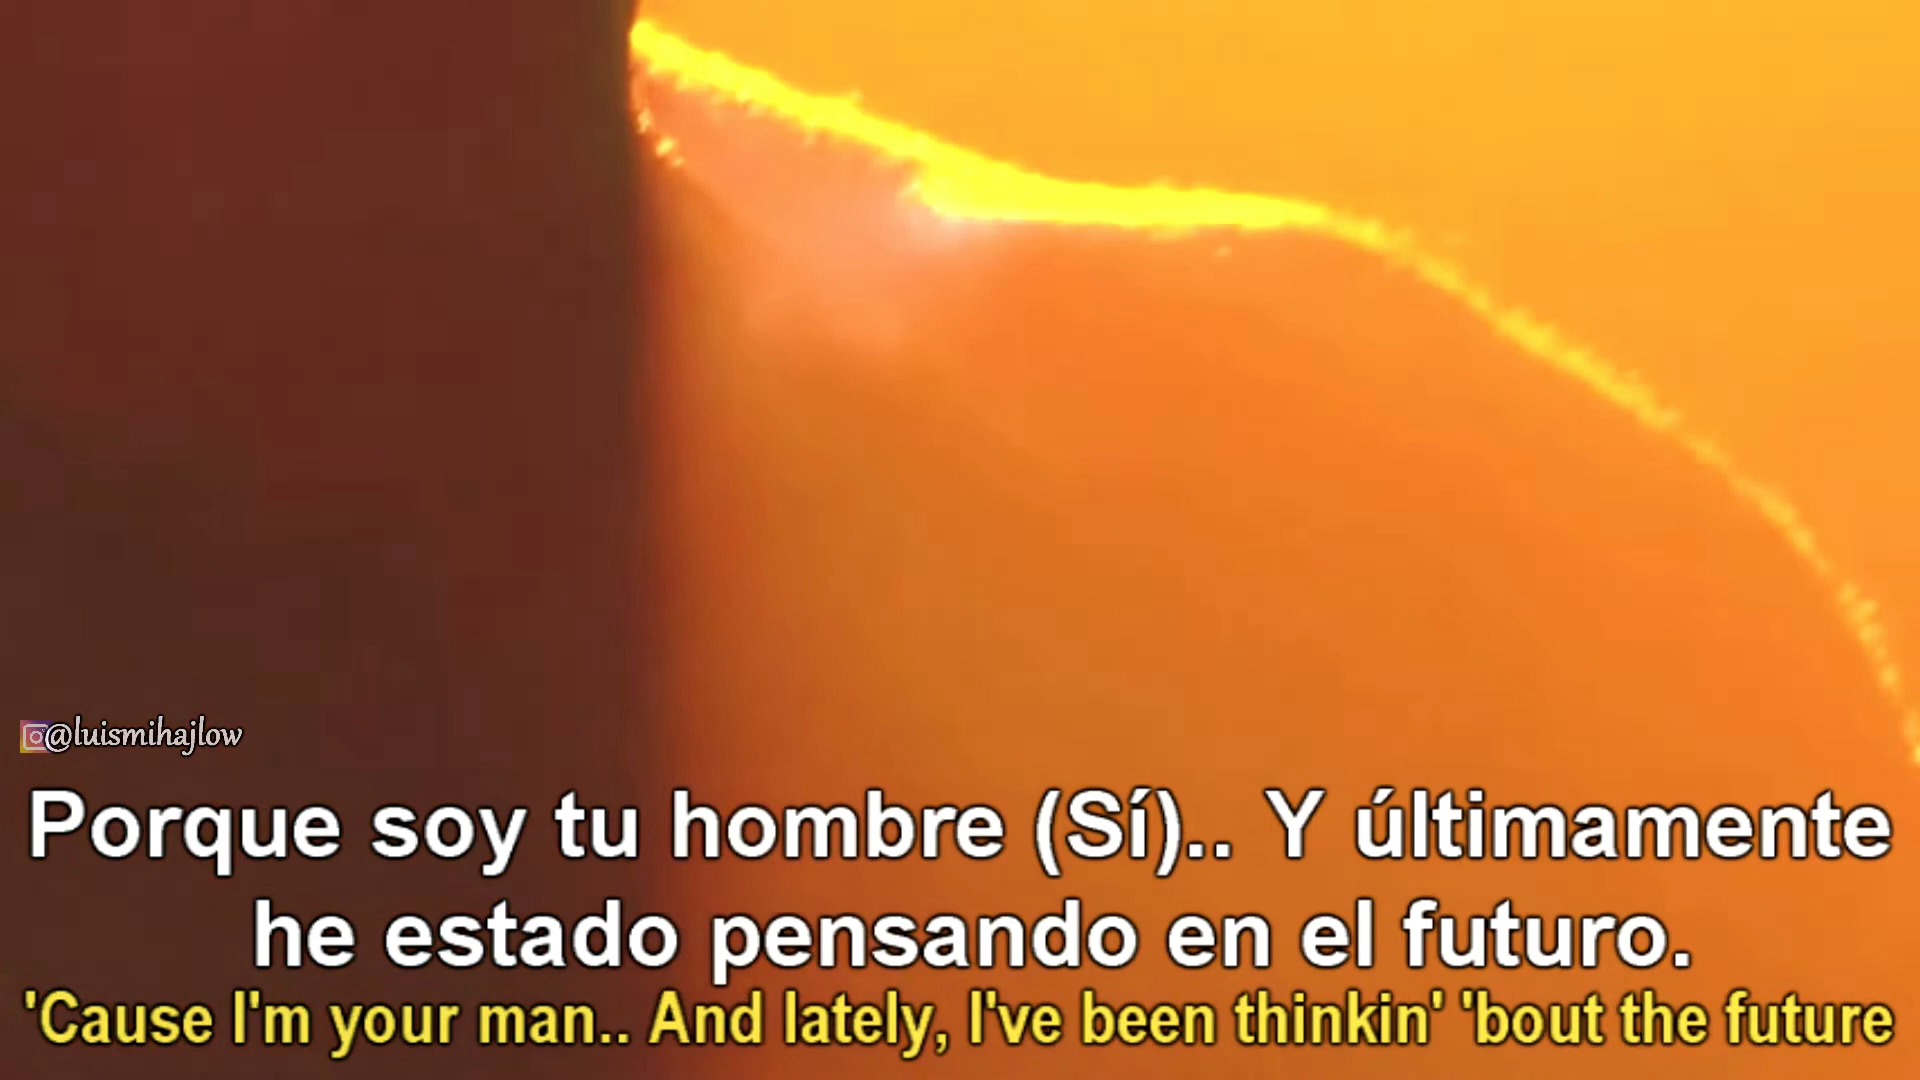 @luismihajlow
Porque soy tu hombre (Sí).. Y últimamente
he estado pensando en el futuro.
'Cause I'm your man.. And lately, I've been thinkin' 'bout the future